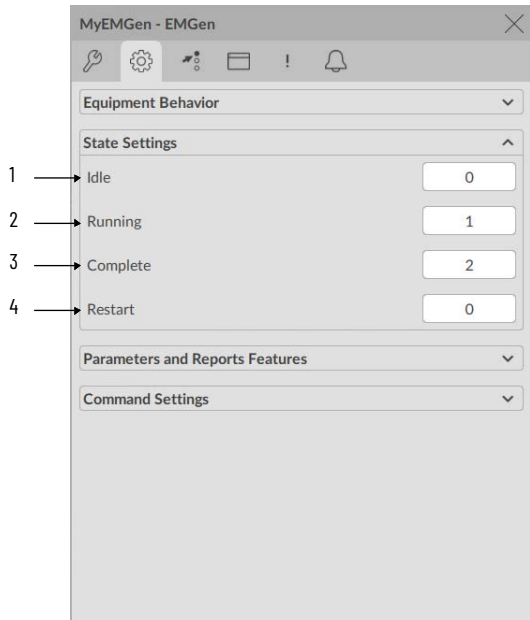 MyEMGen - EMGen
!
Equipment Behavior
State Settings
1 Idle 0
2 Running 1
3 Complete 2
4 Restart 0
Parameters and Reports Features
Command Settings